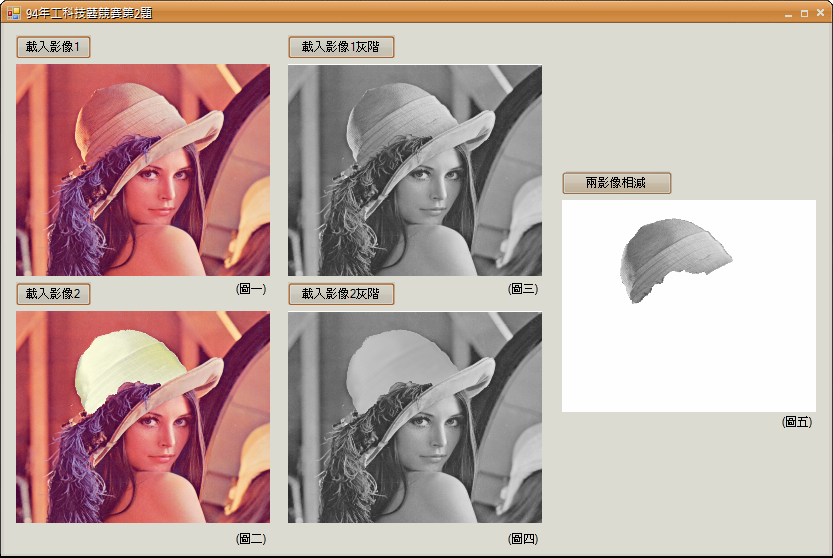 94年工科技藝競賽第2題
載入影像1
載入影像1灰階
兩影像相減
(圖一)
(圖三)
載入影像2
載入影像2灰階
(圖五)
(圖二)
(圖四)